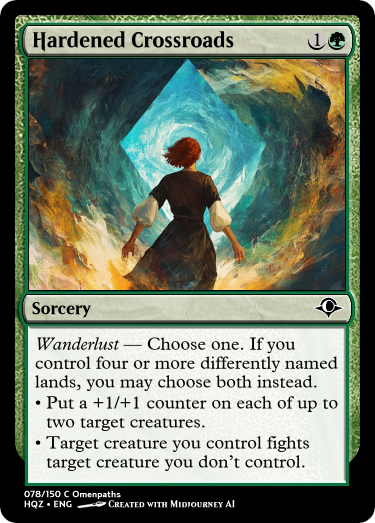 Hardened Crossroads 1
Sorcery
Wanderlust — Choose one. If you
control four or more differently named
lands, you may choose both instead.
• Put a +1/+1 counter on each of up to
two target creatures.
• Target creature you control fights
target creature you don't control.
078/150 C Omenpaths
HQZ • ENG Created with Midjourney AI